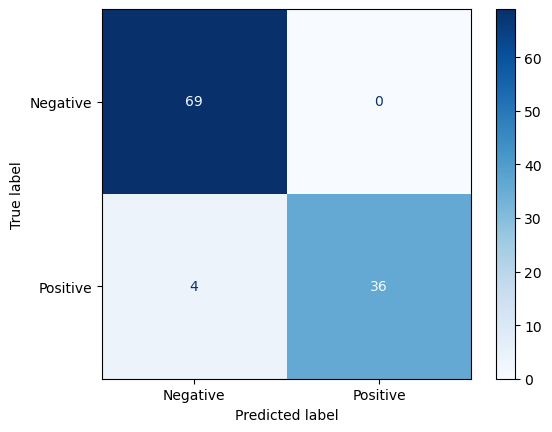 Negative 69 0
Positive 4 36
Negative Positive
Predicted label
True label
60
50
40
30
20
10
0